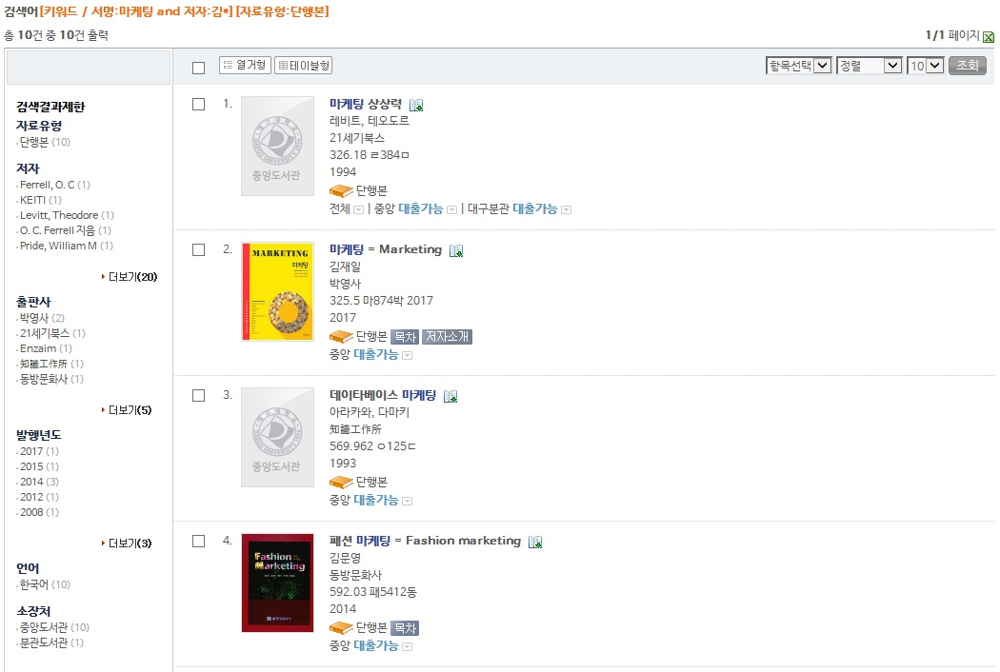 검색어[키워드 / 서명:마케팅 and 저자:김*] [자료유형:단행본]
총 10건 중 10건 출력
1/1 페이지
열거형 테이블형
항목선택 정렬 10 조회
검색결과제한
자료유형
단행본 (10)
저자
Ferrell, O. C (1)
KEITI (1)
Levitt, Theodore (1)
O. C. Ferrell 지음 (1)
Pride, William M (1)
더보기(20)
출판사
박영사 (2)
21세기북스 (1)
Enzaim (1)
知識工作所 (1)
동방문화사 (1)
더보기(5)
발행년도
2017 (1)
2015 (1)
2014 (3)
2012 (1)
2008 (1)
더보기(3)
언어
한국어 (10)
소장처
중앙도서관 (10)
분관도서관 (1)
1.
중앙도서관
마케팅 상상력
레비트, 테오도르
21세기북스
326.18 ㄹ384ㅁ
1994
단행본
전체 | 중앙 대출가능 | 대구분관 대출가능
2.
MARKETING
마케팅
마케팅 = Marketing
김재일
박영사
325.5 마874박 2017
2017
단행본 목차 저자소개
중앙 대출가능
3.
중앙도서관
데이타베이스 마케팅
아라카와, 다마키
知識工作所
569.962 ㅇ125ㄷ
1993
단행본
중앙 대출가능
4.
Fashion
Marketing
패션 마케팅 = Fashion marketing
김문영
동방문화사
592.03 패5412동
2014
단행본 목차
중앙 대출가능